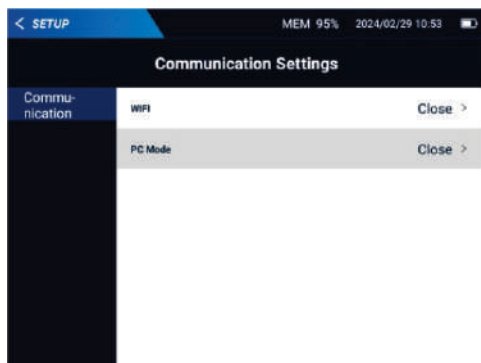 < SETUP
MEM 95% 2024/02/29 10:53
Communication Settings
Commu-
nication
WIFI Close >
PC Mode Close >